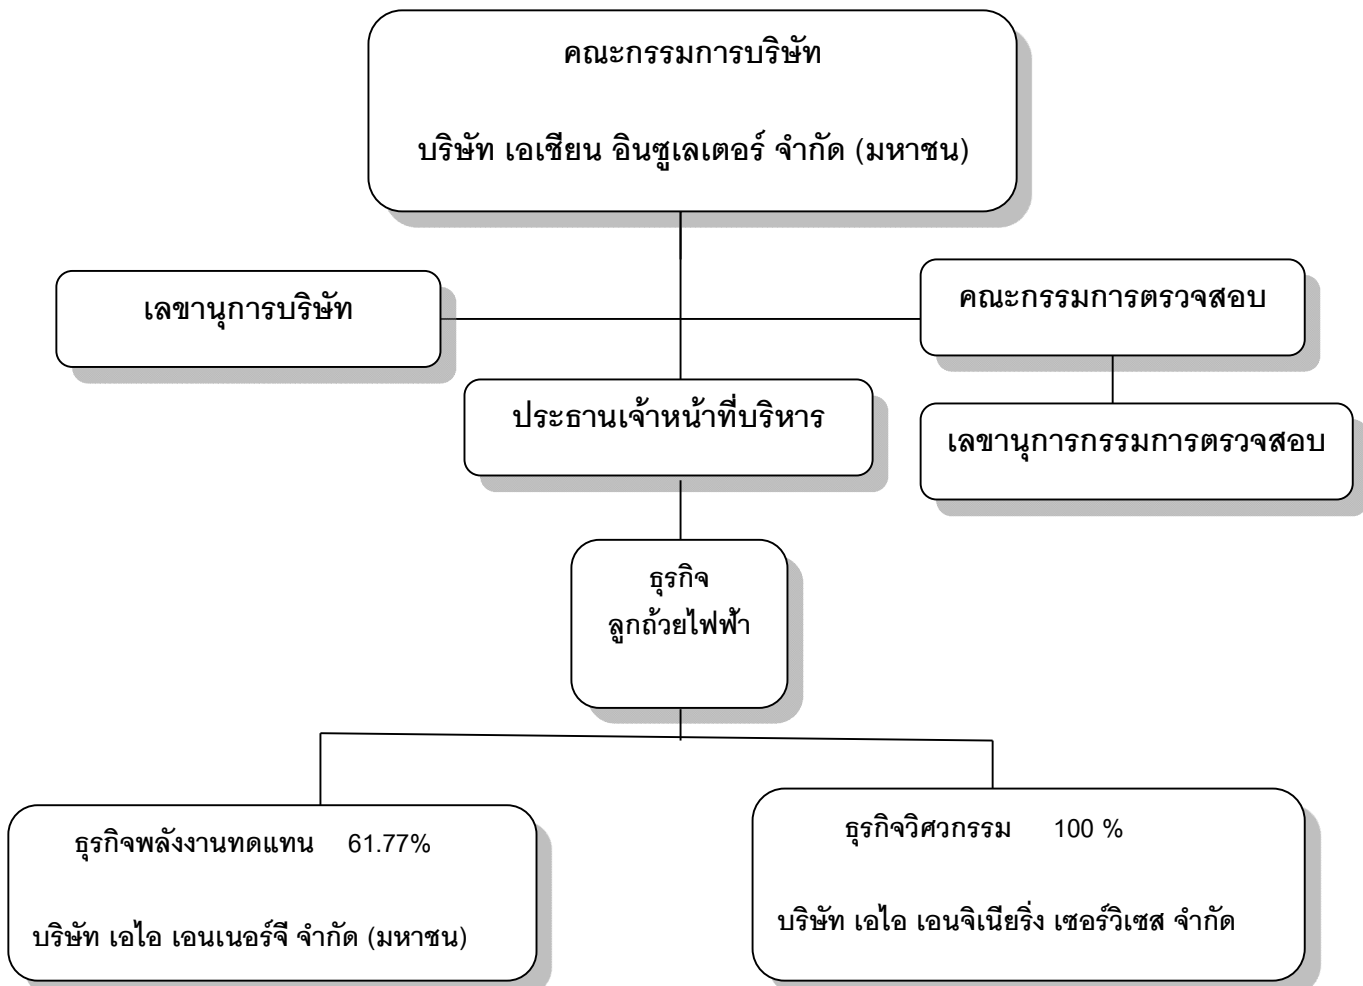 คณะกรรมการบริษัท
บริษัท เอเชียน อินซูเลเตอร์ จำกัด (มหาชน)
เลขานุการบริษัท
คณะกรรมการตรวจสอบ
ประธานเจ้าหน้าที่บริหาร
เลขานุการกรรมการตรวจสอบ
ธุรกิจ
ลูกถ้วยไฟฟ้า
ธุรกิจพลังงานทดแทน 61.77%
บริษัท เอไอ เอนเนอร์จี จำกัด (มหาชน)
ธุรกิจวิศวกรรม 100 %
บริษัท เอไอ เอนจิเนียริ่ง เซอร์วิเซส จำกัด